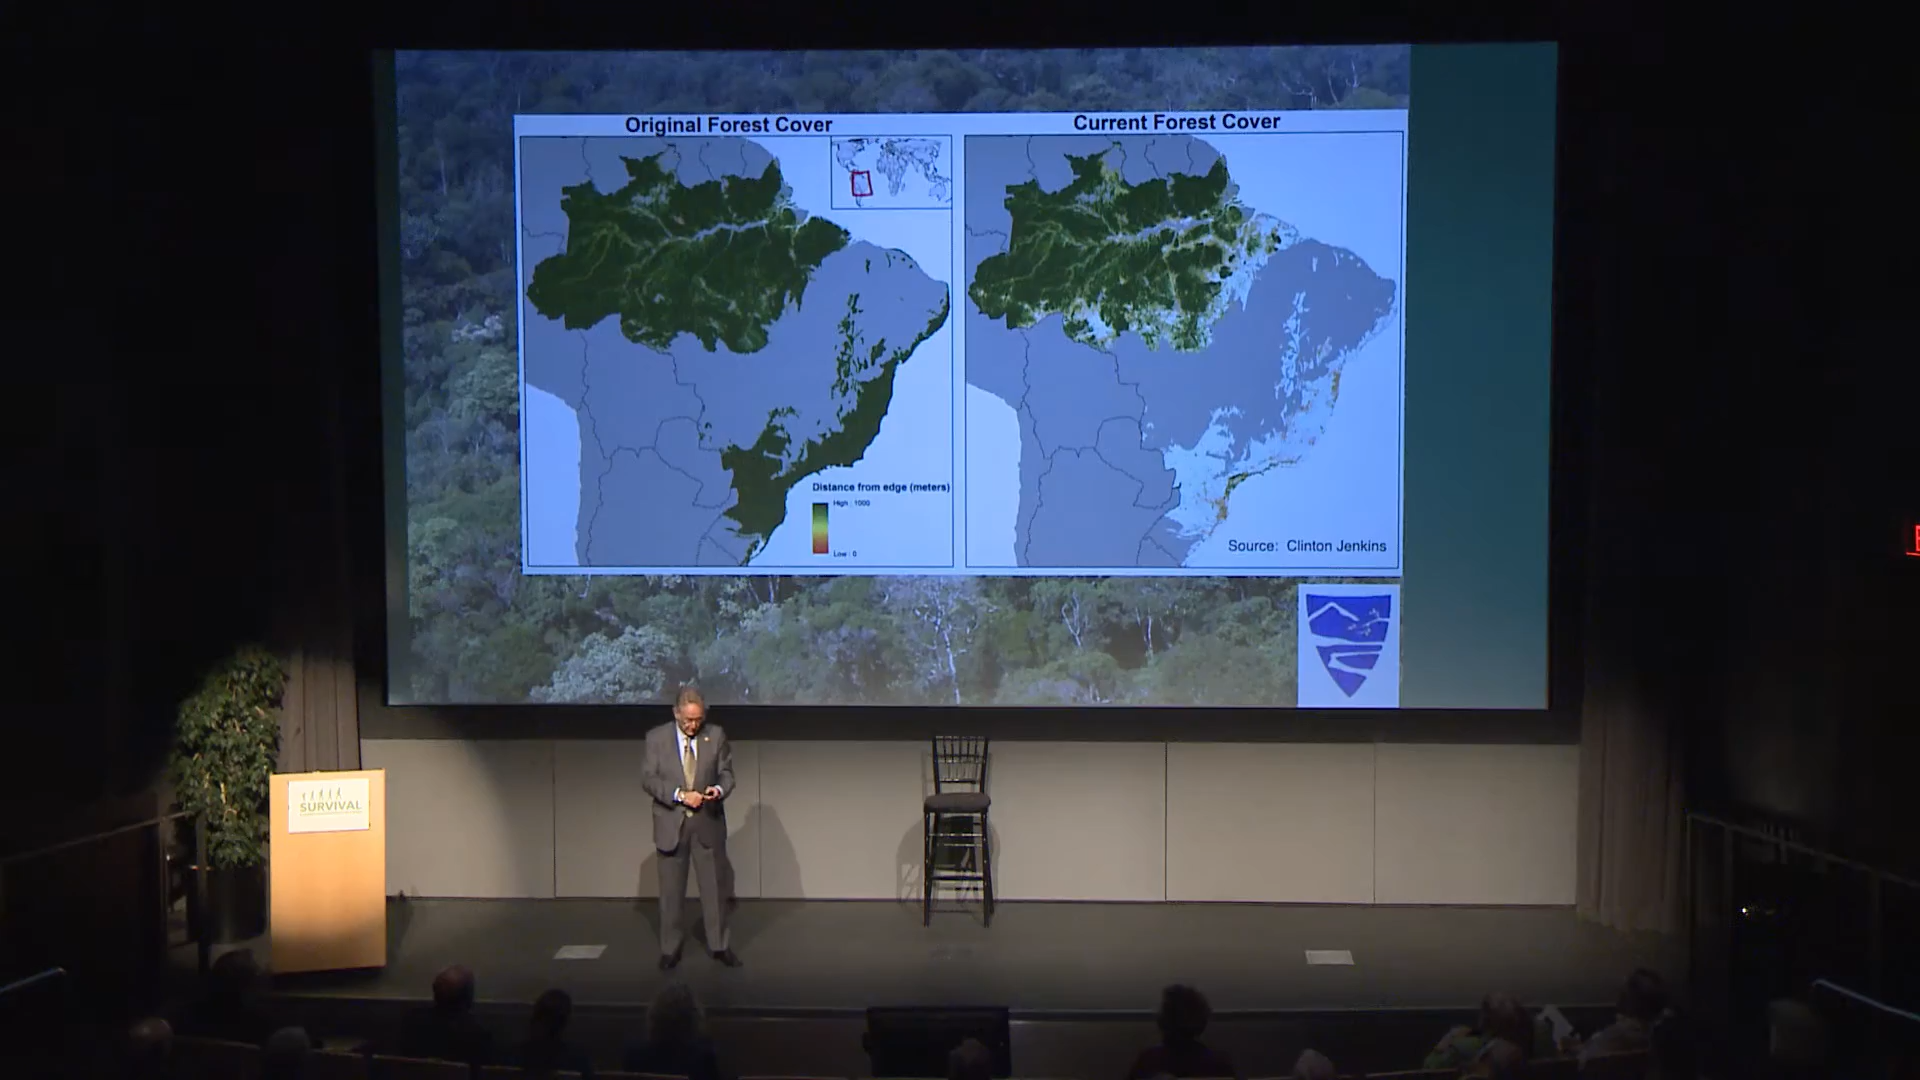 Original Forest Cover
Current Forest Cover
Distance from edge (meters)
High : 1000
Low : 0
Source: Clinton Jenkins
SURVIVAL